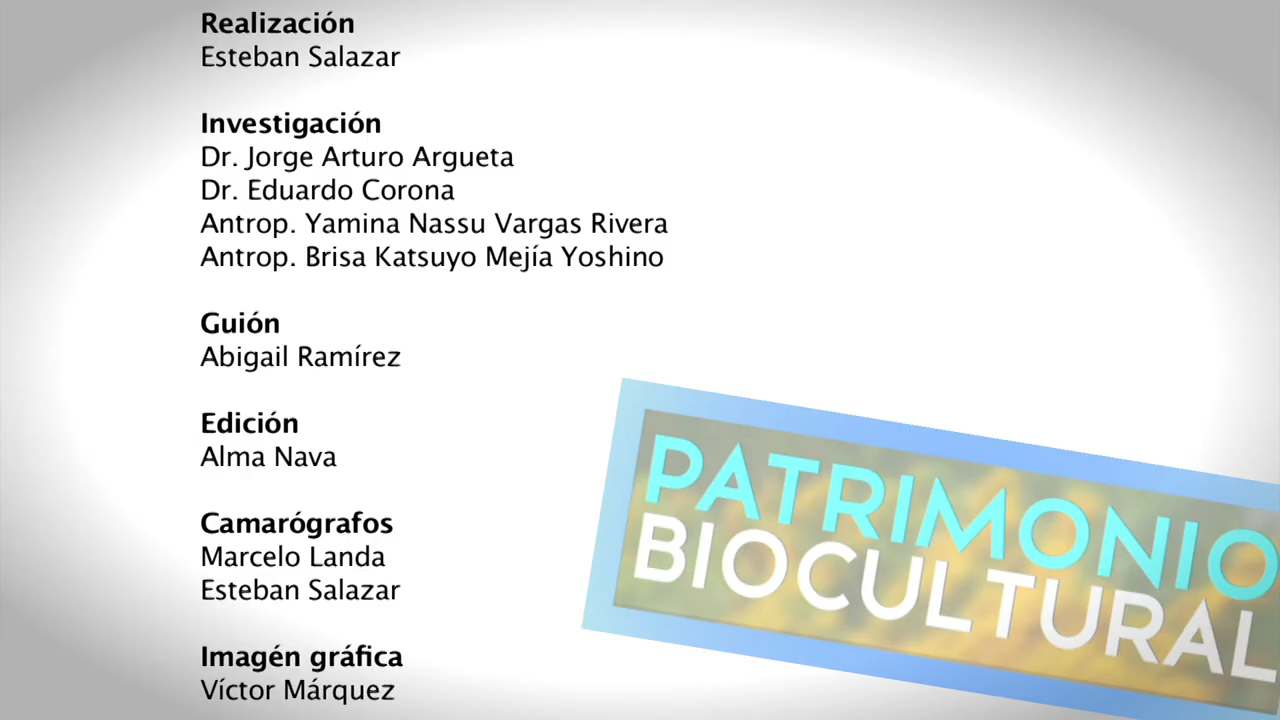 Realización
Esteban Salazar
Investigación
Dr. Jorge Arturo Argueta
Dr. Eduardo Corona
Antrop. Yamina Nassu Vargas Rivera
Antrop. Brisa Katsuyo Mejía Yoshino
Guión
Abigail Ramírez
Edición
Alma Nava
Camarógrafos
Marcelo Landa
Esteban Salazar
Imagén gráfica
Víctor Márquez
PATRIMONIO
BIOCULTURAL